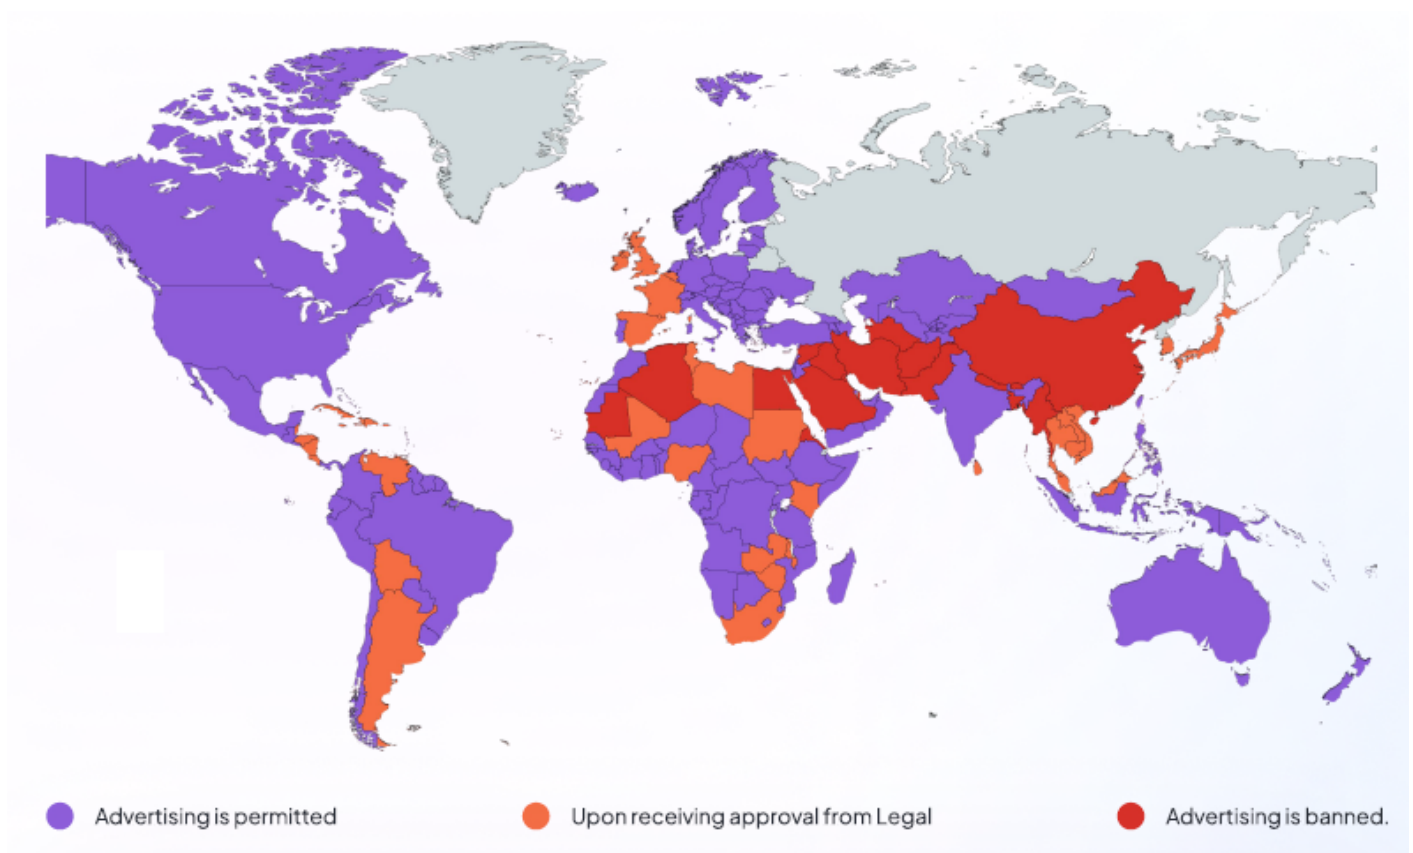 Advertising is permitted
Upon receiving approval from Legal
Advertising is banned.